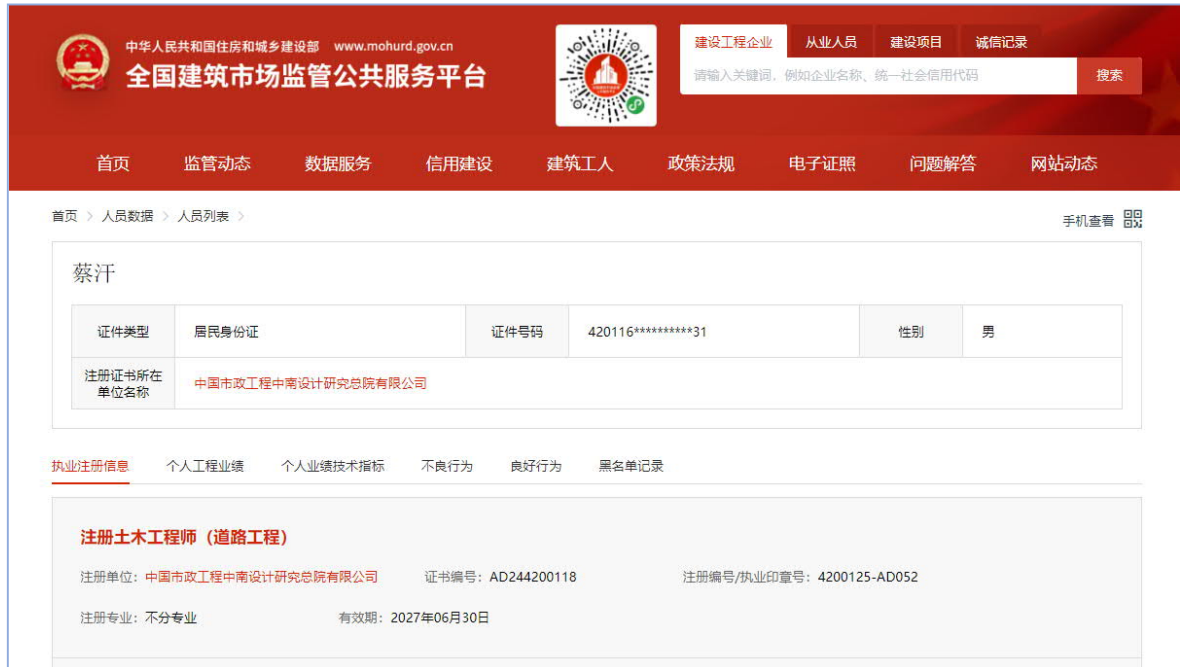 中华人民共和国住房和城乡建设部 www.mohurd.gov.cn
全国建筑市场监管公共服务平台
建设工程企业 从业人员 建设项目 诚信记录
请输入关键词，例如企业名称、统一社会信用代码 搜索
首页 监管动态 数据服务 信用建设 建筑工人 政策法规 电子证照 问题解答 网站动态
首页 > 人员数据 > 人员列表 >
手机查看
蔡汗
证件类型 居民身份证 证件号码 420116**********31 性别 男
注册证书所在
单位名称
中国市政工程中南设计研究总院有限公司
执业注册信息 个人工程业绩 个人业绩技术指标 不良行为 良好行为 黑名单记录
注册土木工程师（道路工程）
注册单位：中国市政工程中南设计研究总院有限公司 证书编号：AD244200118 注册编号/执业印章号：4200125-AD052
注册专业：不分专业 有效期：2027年06月30日